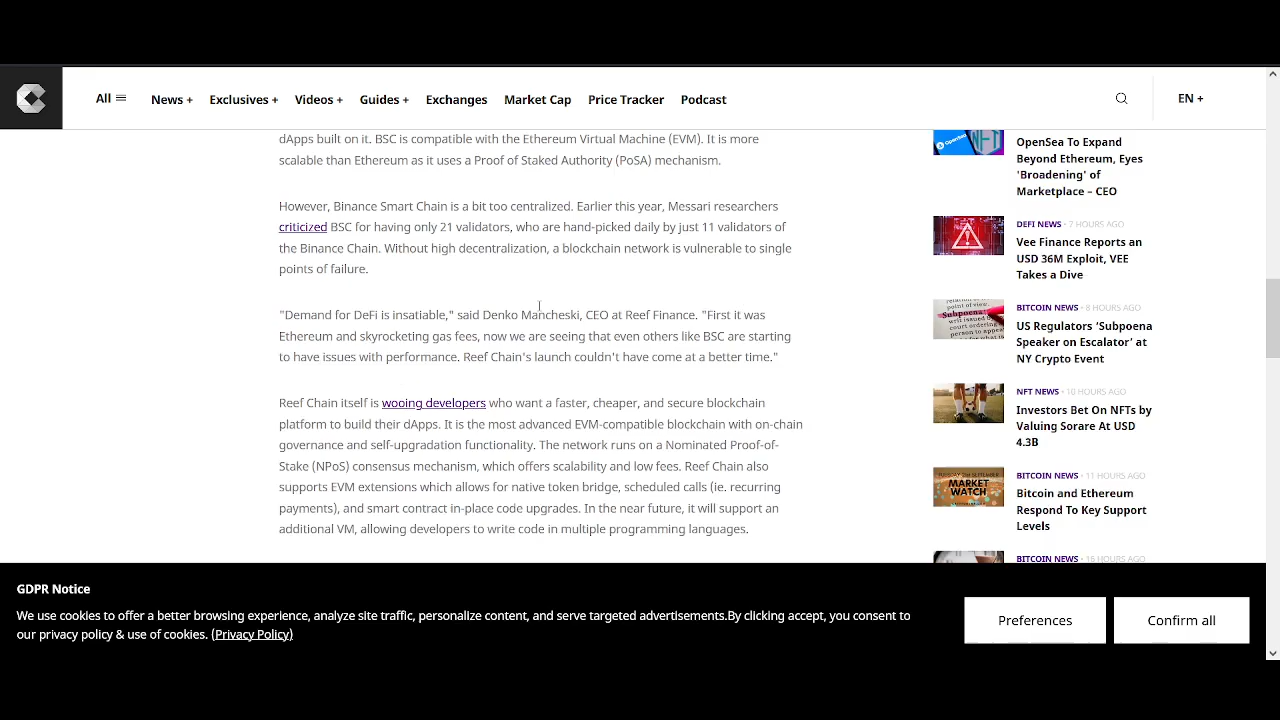 All
News +
Exclusives +
Videos +
Guides +
Exchanges
Market Cap
Price Tracker
Podcast
EN +
dApps built on it. BSC is compatible with the Ethereum Virtual Machine (EVM). It is more
scalable than Ethereum as it uses a Proof of Staked Authority (PoSA) mechanism.
However, Binance Smart Chain is a bit too centralized. Earlier this year, Messari researchers
criticized BSC for having only 21 validators, who are hand-picked daily by just 11 validators of
the Binance Chain. Without high decentralization, a blockchain network is vulnerable to single
points of failure.
"Demand for DeFi is insatiable," said Denko Mancheski, CEO at Reef Finance. "First it was
Ethereum and skyrocketing gas fees, now we are seeing that even others like BSC are starting
to have issues with performance. Reef Chain's launch couldn't have come at a better time."
Reef Chain itself is wooing developers who want a faster, cheaper, and secure blockchain
platform to build their dApps. It is the most advanced EVM-compatible blockchain with on-chain
governance and self-upgradation functionality. The network runs on a Nominated Proof-of-
Stake (NPoS) consensus mechanism, which offers scalability and low fees. Reef Chain also
supports EVM extensions which allows for native token bridge, scheduled calls (ie. recurring
payments), and smart contract in-place code upgrades. In the near future, it will support an
additional VM, allowing developers to write code in multiple programming languages.
OpenSea To Expand
Beyond Ethereum, Eyes
'Broadening' of
Marketplace – CEO
DEFI NEWS • 7 HOURS AGO
Vee Finance Reports an
USD 36M Exploit, VEE
Takes a Dive
BITCOIN NEWS • 8 HOURS AGO
US Regulators ‘Subpoena
Speaker on Escalator’ at
NY Crypto Event
NFT NEWS • 10 HOURS AGO
Investors Bet On NFTs by
Valuing Sorare At USD
4.3B
BITCOIN NEWS • 11 HOURS AGO
MARKET
WATCH
Bitcoin and Ethereum
Respond To Key Support
Levels
BITCOIN NEWS • 16 HOURS AGO
GDPR Notice
We use cookies to offer a better browsing experience, analyze site traffic, personalize content, and serve targeted advertisements.By clicking accept, you consent to
our privacy policy & use of cookies. (Privacy Policy)
Preferences
Confirm all